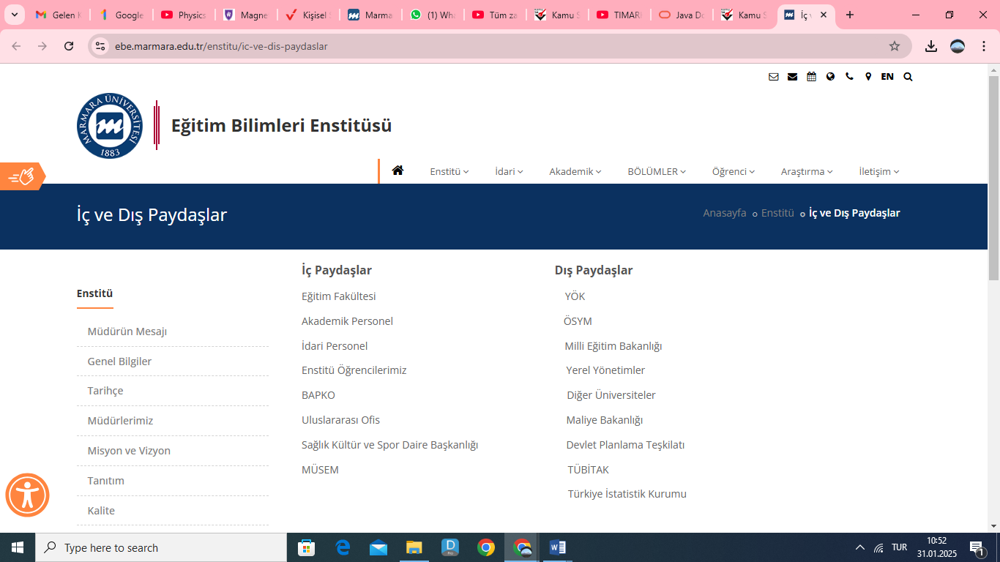 Gelen K
Google
Physics
Magne
Kişisel S
Marma
(1) Wha
Tüm za
Kamu S
TIMAR
Java Do
Kamu S
İç v
ebe.marmara.edu.tr/enstitu/ic-ve-dis-paydaslar
EN
MARMARA ÜNİVERSİTESİ
1883
Eğitim Bilimleri Enstitüsü
Enstitü
İdari
Akademik
BÖLÜMLER
Öğrenci
Araştırma
İletişim
İç ve Dış Paydaşlar
Anasayfa
Enstitü
İç ve Dış Paydaşlar
Enstitü
Müdürün Mesajı
Genel Bilgiler
Tarihçe
Müdürlerimiz
Misyon ve Vizyon
Tanıtım
Kalite
İç Paydaşlar
Eğitim Fakültesi
Akademik Personel
İdari Personel
Enstitü Öğrencilerimiz
BAPKO
Uluslararası Ofis
Sağlık Kültür ve Spor Daire Başkanlığı
MÜSEM
Dış Paydaşlar
YÖK
ÖSYM
Milli Eğitim Bakanlığı
Yerel Yönetimler
Diğer Üniversiteler
Maliye Bakanlığı
Devlet Planlama Teşkilatı
TÜBİTAK
Türkiye İstatistik Kurumu
Type here to search
TUR
10:52
31.01.2025
1